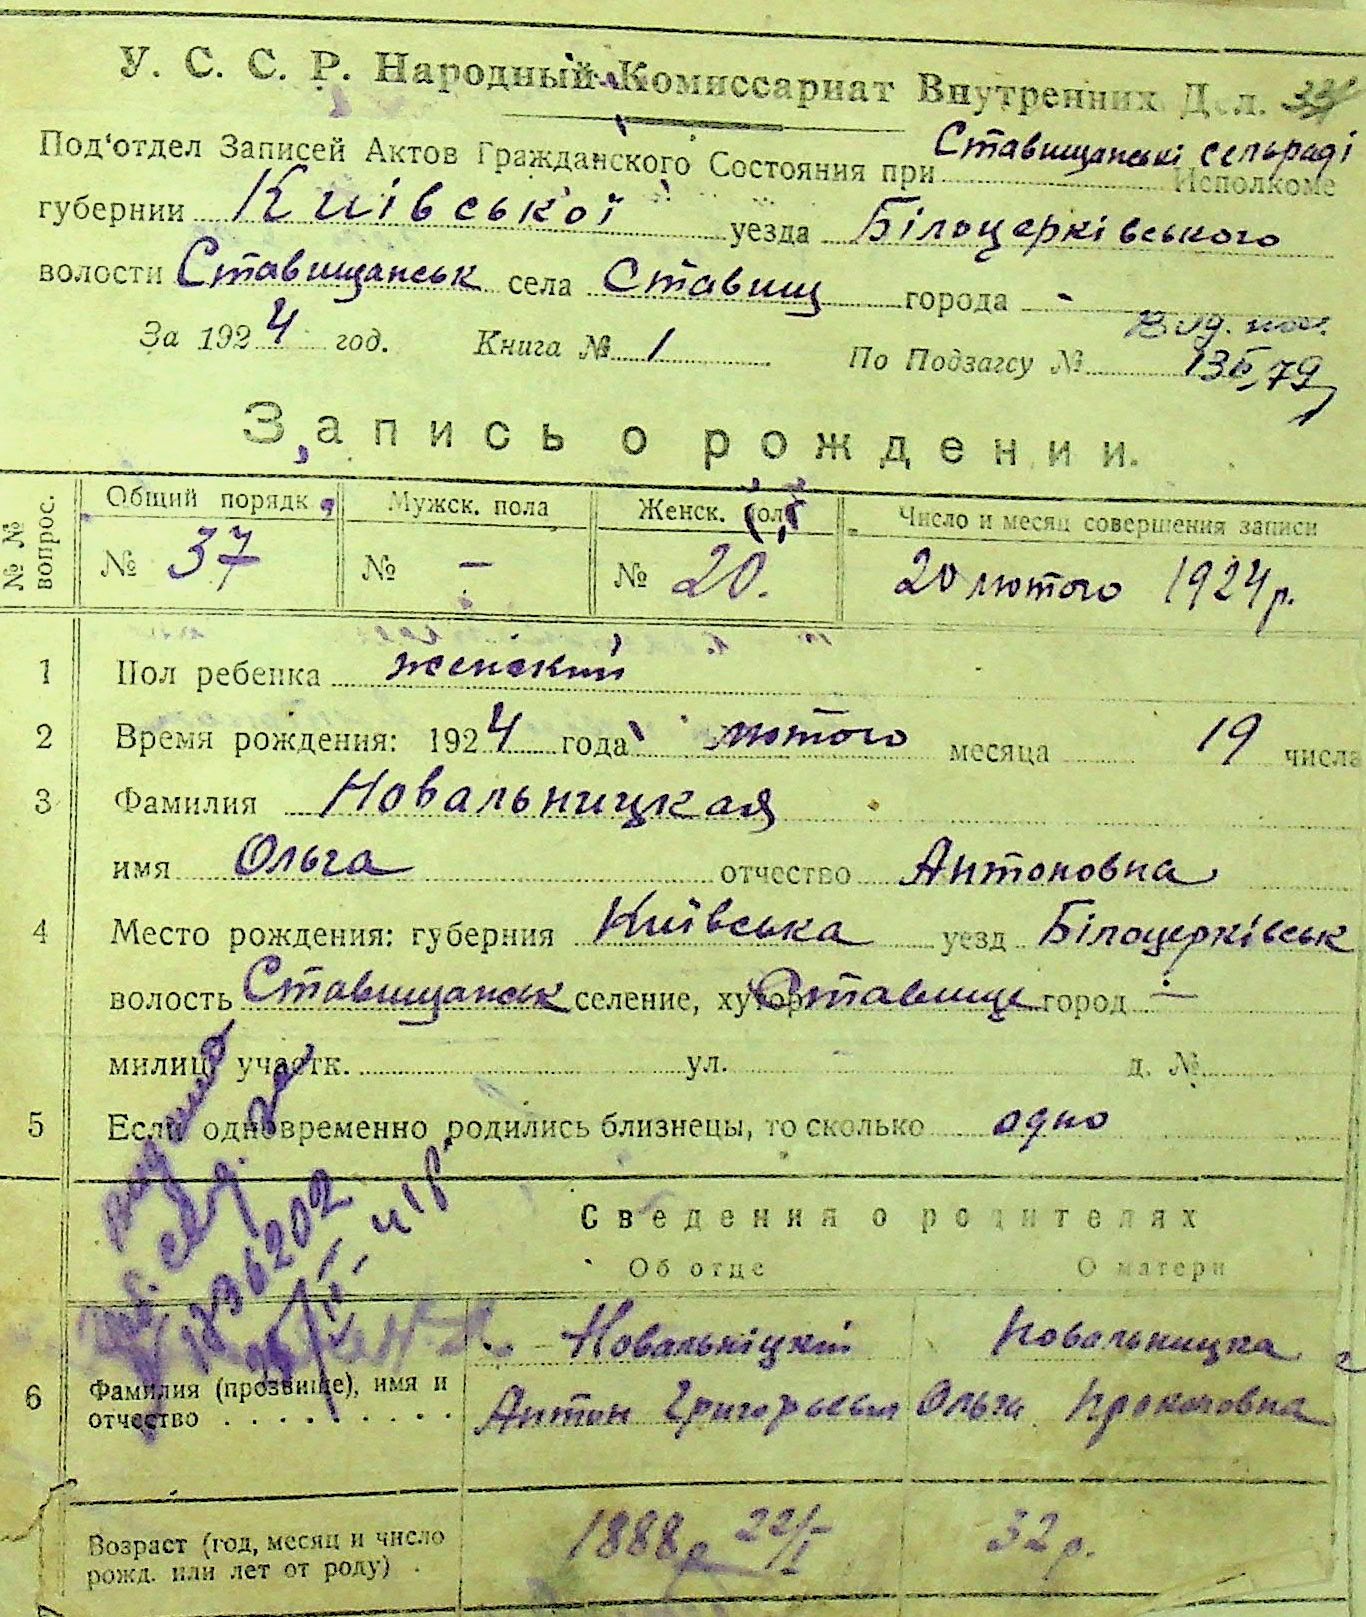 У. С. С. Р. Народный Комиссариат Внутренних Дел. 33
Под'отдел Записей Актов Гражданского Состояния при Ставищанські сельраді Исполкоме
губернии Київської уезда Білоцерківського
волости Ставищанськ села Ставищ города -
За 1924 год. Книга № 1 По Подзагсу №
Запись о рождении.
№ № вопрос. Общий порядк. Мужск. пола Женск. пола Число и месяц совершения записи
№ 37 № — № 20. 20 лютого 1924 р.
1 Пол ребенка женский
2 Время рождения: 1924 года лютого месяца 19 числа
3 Фамилия Новальницкая
имя Ольга отчество Антоновна
4 Место рождения: губерния Київська уезд Білоцерківськ
волость Ставищанськ селение, хутор Ставище город —
милиц участк. ул. д. №
5 Если одновременно родились близнецы, то сколько одно
Сведения о родителях
Об отце О матери
Новальніцкій Новальницка
6 Фамилия (прозвище), имя и
отчество . . . . . . . . . . Антон Григорьевич Ольга Прокоповна
Возраст (год, месяц и число
рожд. или лет от роду) . 1888 р 22/I 32 р.